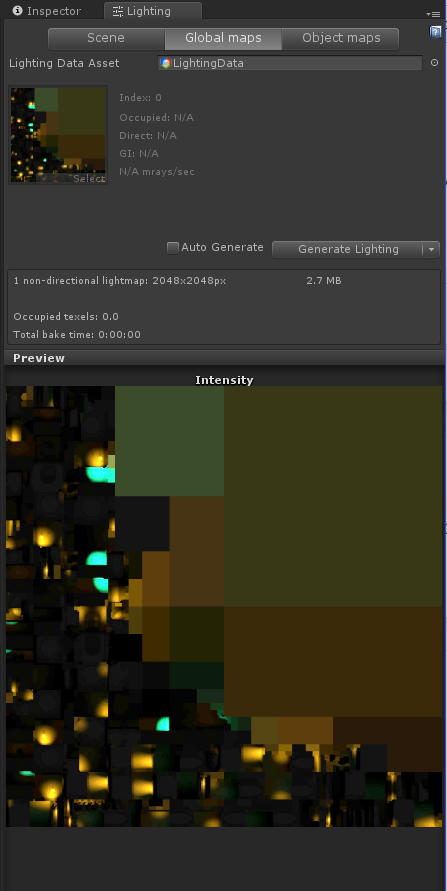 Inspector
Lighting
Scene
Global maps
Object maps
Lighting Data Asset
LightingData
Index: 0
Occupied: N/A
Direct: N/A
GI: N/A
N/A mrays/sec
Select
Auto Generate
Generate Lighting
1 non-directional lightmap: 2048x2048px
2.7 MB
Occupied texels: 0.0
Total bake time: 0:00:00
Preview
Intensity